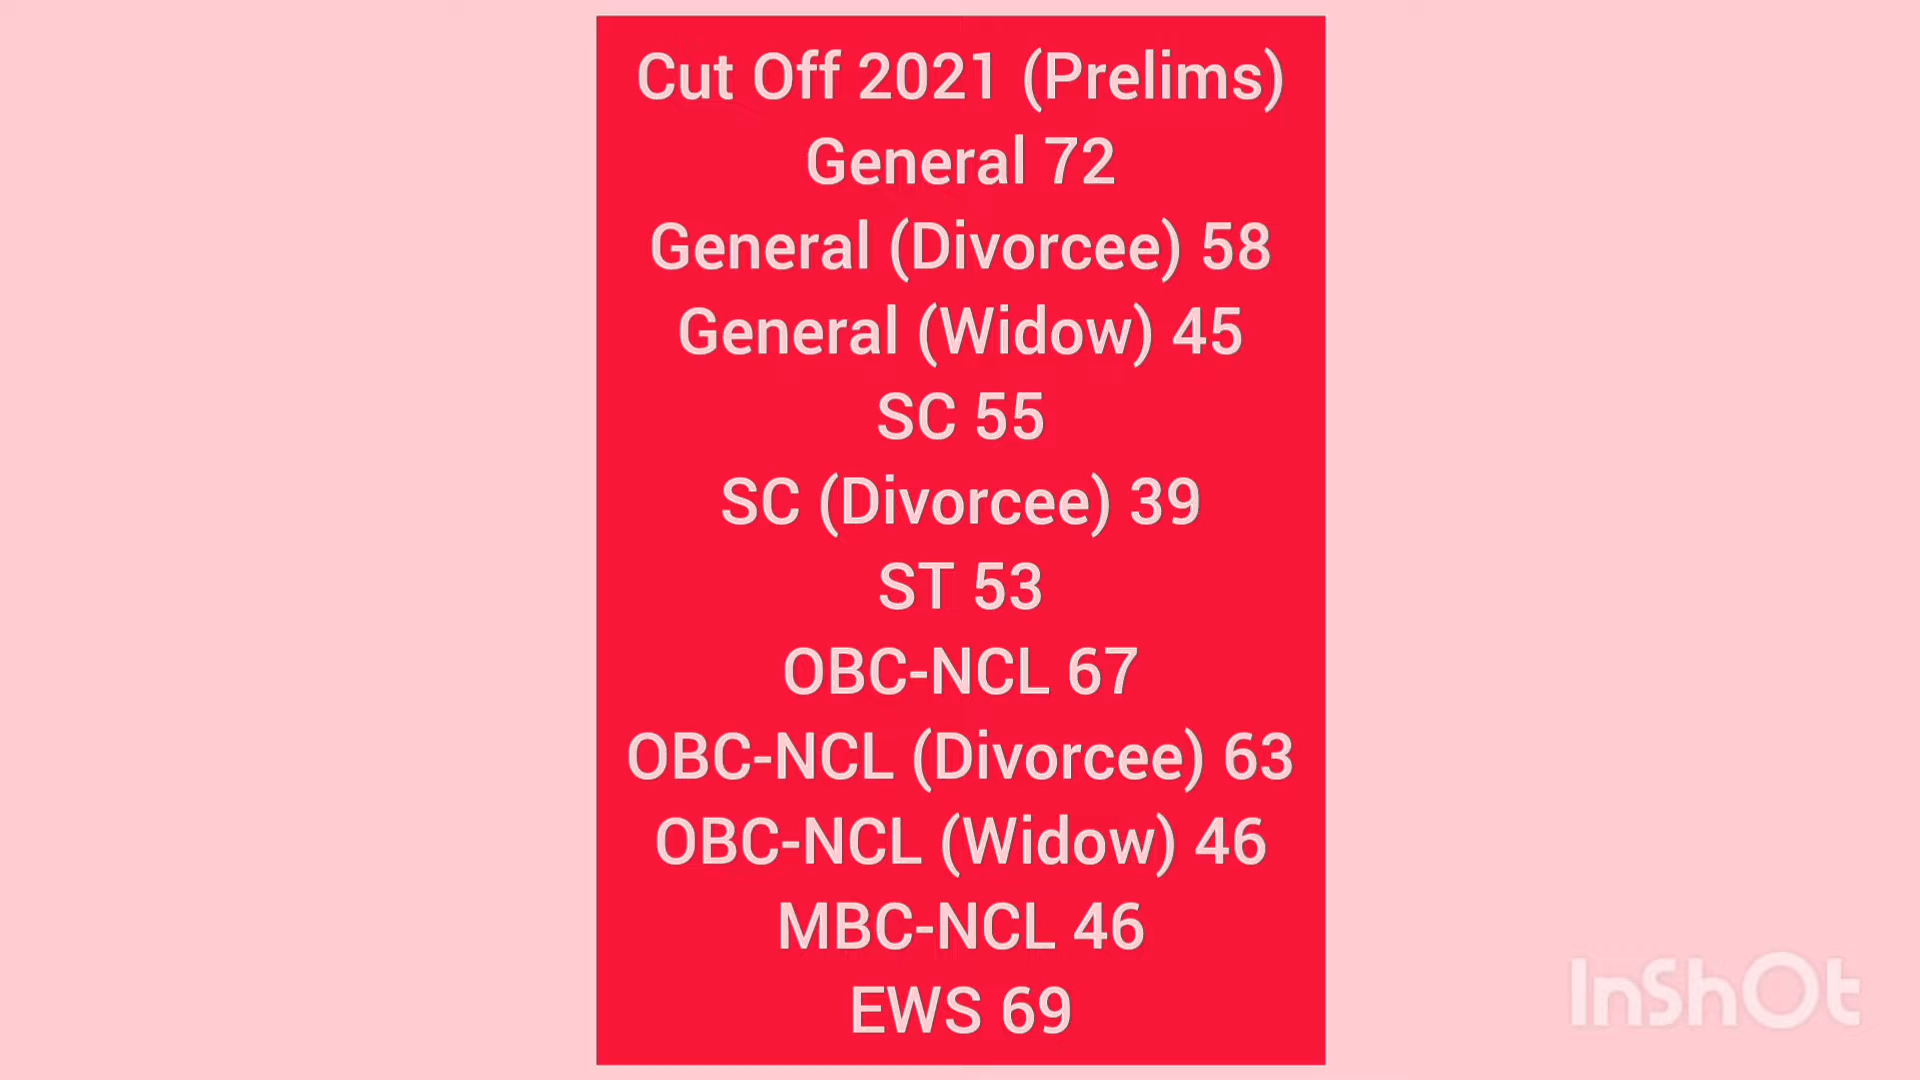 Cut Off 2021 (Prelims)
General 72
General (Divorcee) 58
General (Widow) 45
SC 55
SC (Divorcee) 39
ST 53
OBC-NCL 67
OBC-NCL (Divorcee) 63
OBC-NCL (Widow) 46
MBC-NCL 46
EWS 69
InShOt